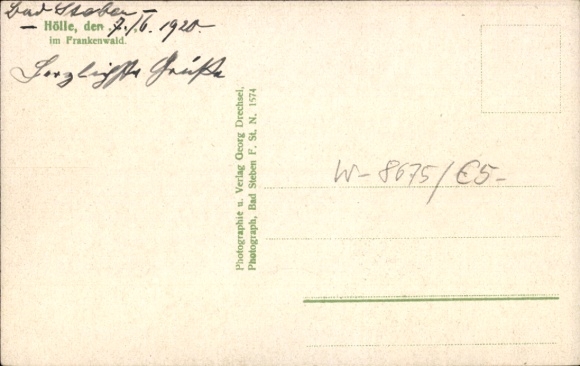 Bad Steben –
– Hölle, den 7./6. 1920.
im Frankenwald.
Herzlichste Grüße
Photographie u. Verlag Georg Drechsel,
Photograph, Bad Steben F. St. N. 1574
W- 8675/€5-